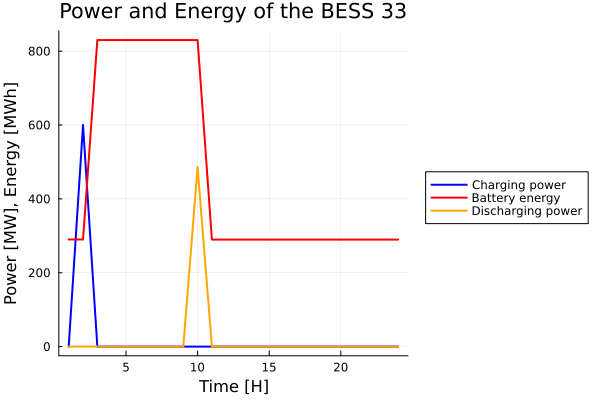 Power and Energy of the BESS 33
Power [MW], Energy [MWh]
800
600
400
200
0
5
10
15
20
Time [H]
Charging power
Battery energy
Discharging power